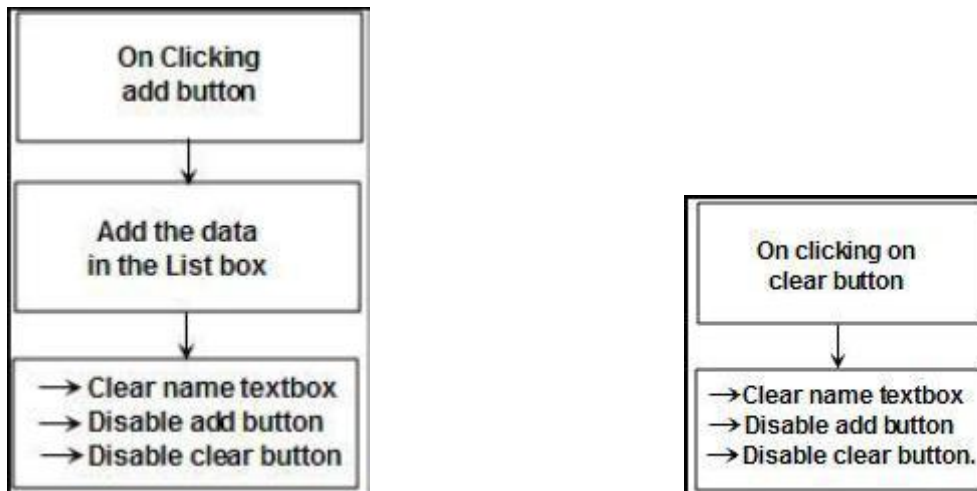 On Clicking
add button
Add the data
in the List box
→ Clear name textbox
→ Disable add button
→ Disable clear button
On clicking on
clear button
→ Clear name textbox
→ Disable add button
→ Disable clear button.